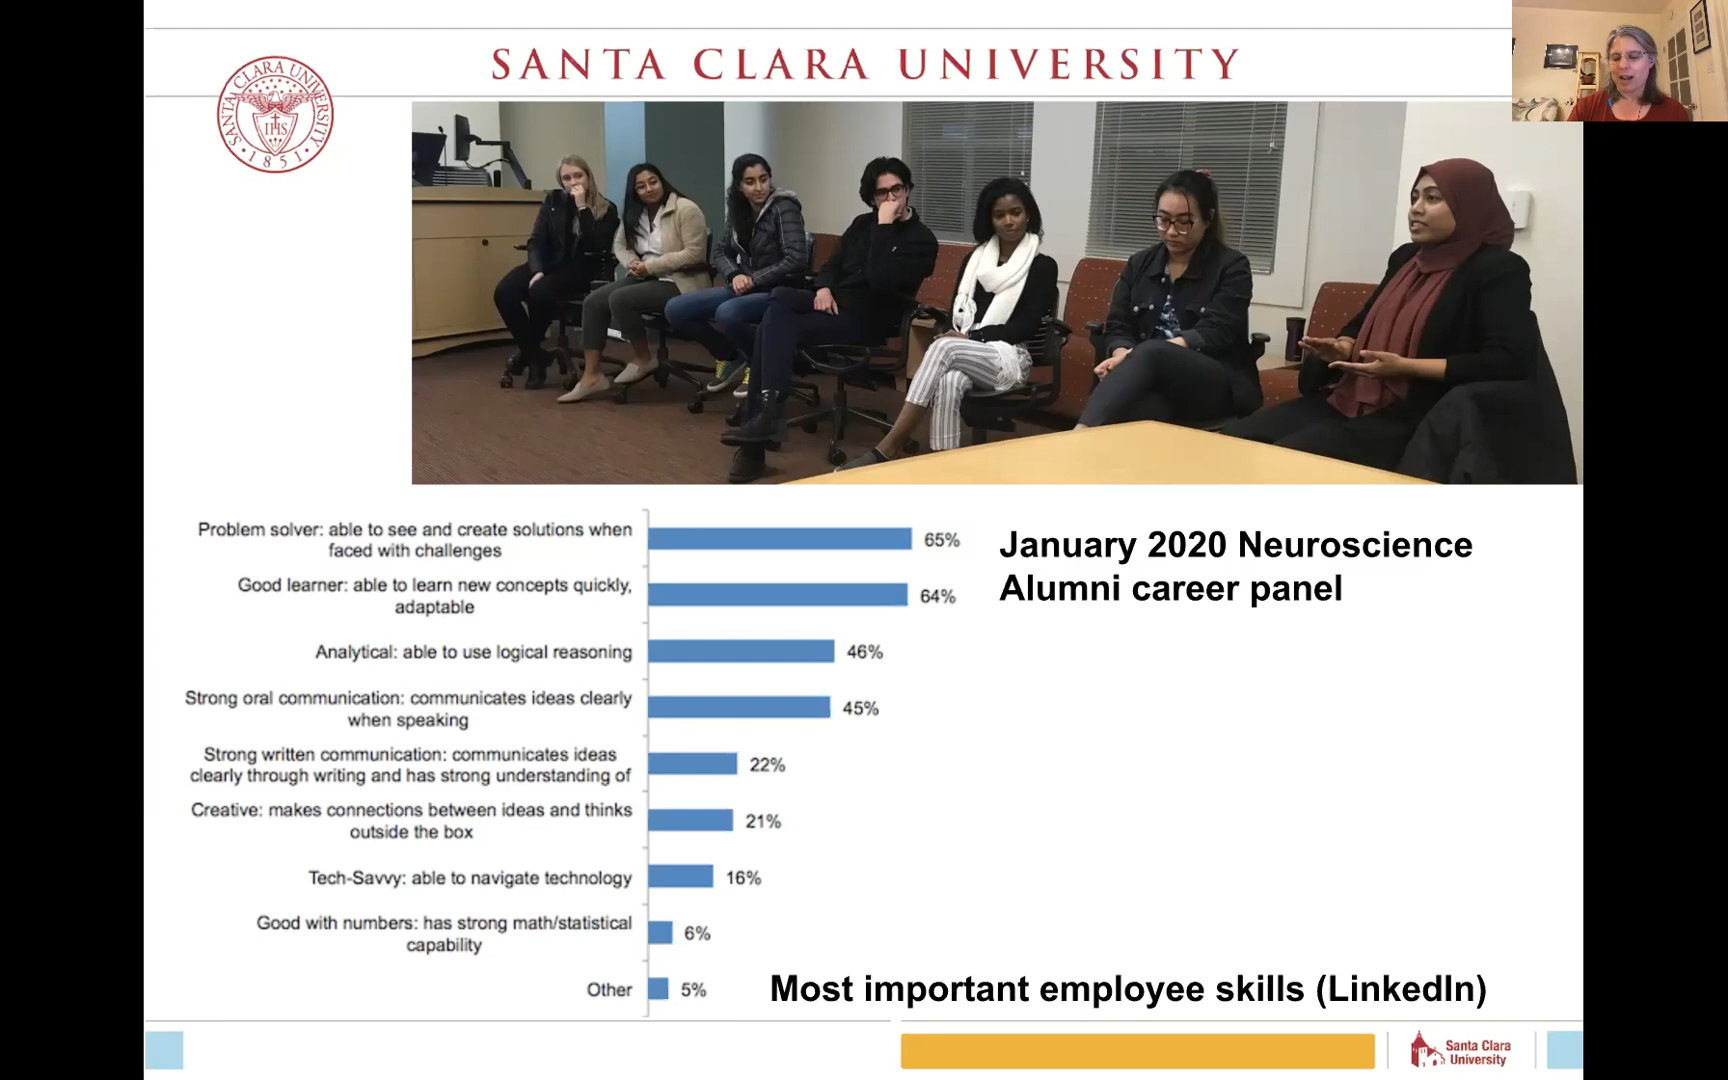 SANTA CLARA UNIVERSITY
SANTA CLARA UNIVERSITY
IHS
· 1851 ·
Problem solver: able to see and create solutions when
faced with challenges
65%
January 2020 Neuroscience
Alumni career panel
Good learner: able to learn new concepts quickly,
adaptable
64%
Analytical: able to use logical reasoning
46%
Strong oral communication: communicates ideas clearly
when speaking
45%
Strong written communication: communicates ideas
clearly through writing and has strong understanding of
22%
Creative: makes connections between ideas and thinks
outside the box
21%
Tech-Savvy: able to navigate technology
16%
Good with numbers: has strong math/statistical
capability
6%
Other
5%
Most important employee skills (LinkedIn)
Santa Clara
University